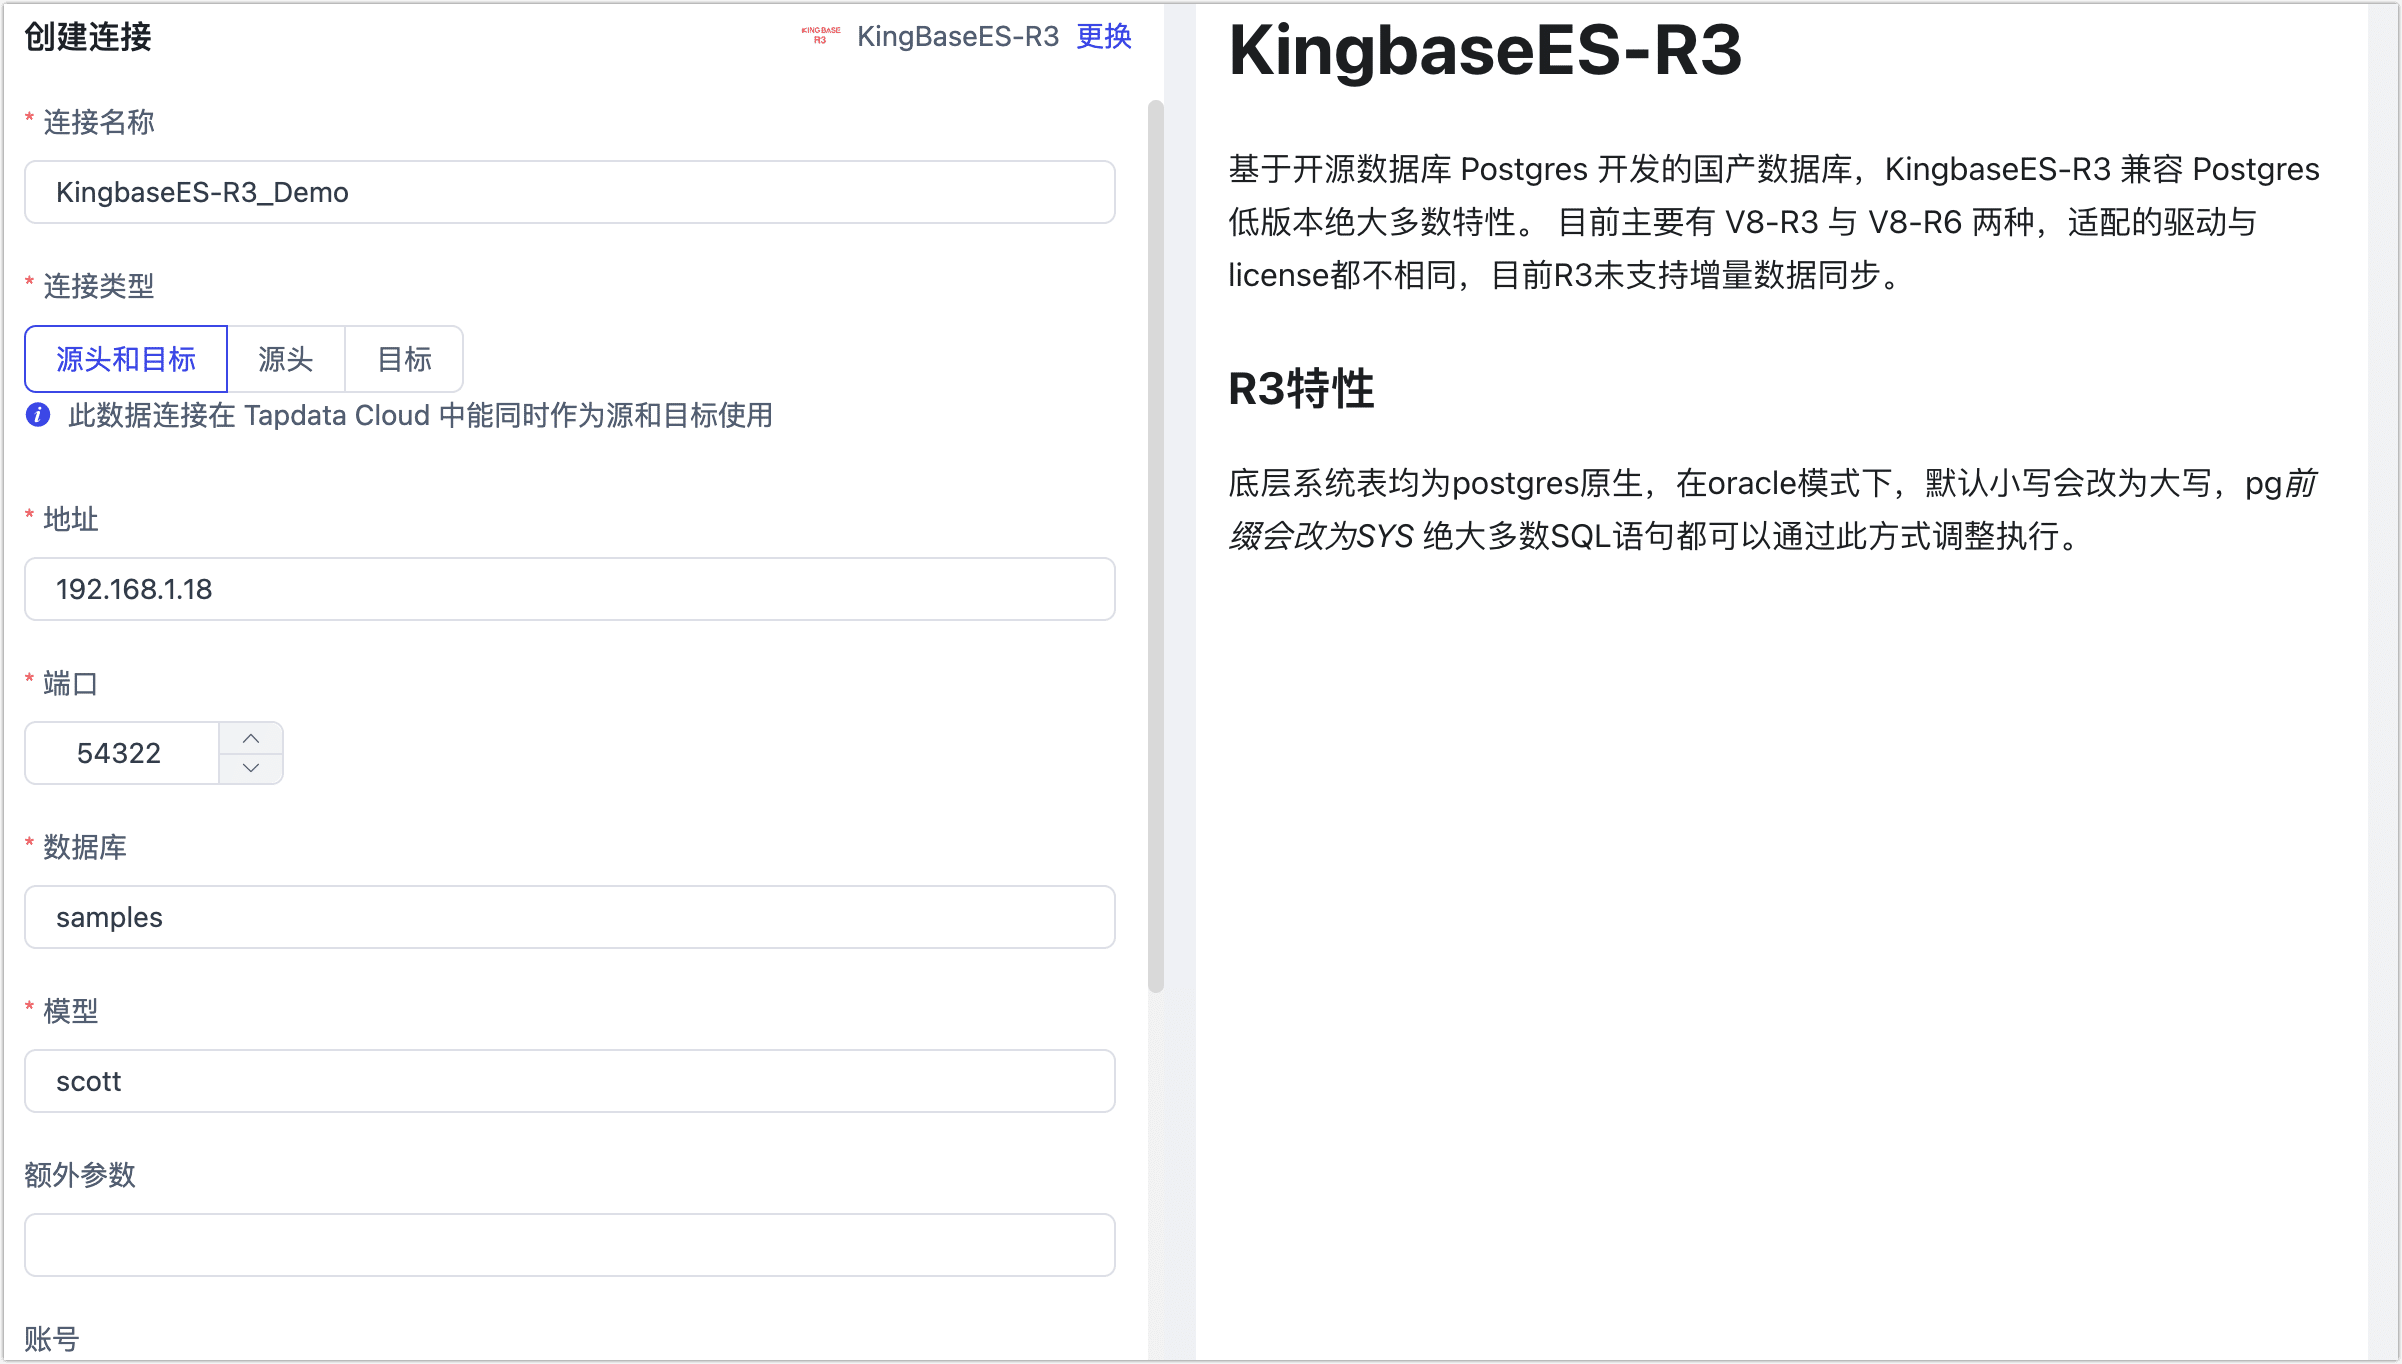 创建连接
KINGBASE
R3
KingBaseES-R3 更换
* 连接名称
KingbaseES-R3_Demo
* 连接类型
源头和目标 源头 目标
此数据连接在 Tapdata Cloud 中能同时作为源和目标使用
* 地址
192.168.1.18
* 端口
54322
* 数据库
samples
* 模型
scott
额外参数
账号
KingbaseES-R3
基于开源数据库 Postgres 开发的国产数据库，KingbaseES-R3 兼容 Postgres
低版本绝大多数特性。 目前主要有 V8-R3 与 V8-R6 两种，适配的驱动与
license都不相同，目前R3未支持增量数据同步。
R3特性
底层系统表均为postgres原生，在oracle模式下，默认小写会改为大写，pg前
缀会改为SYS 绝大多数SQL语句都可以通过此方式调整执行。